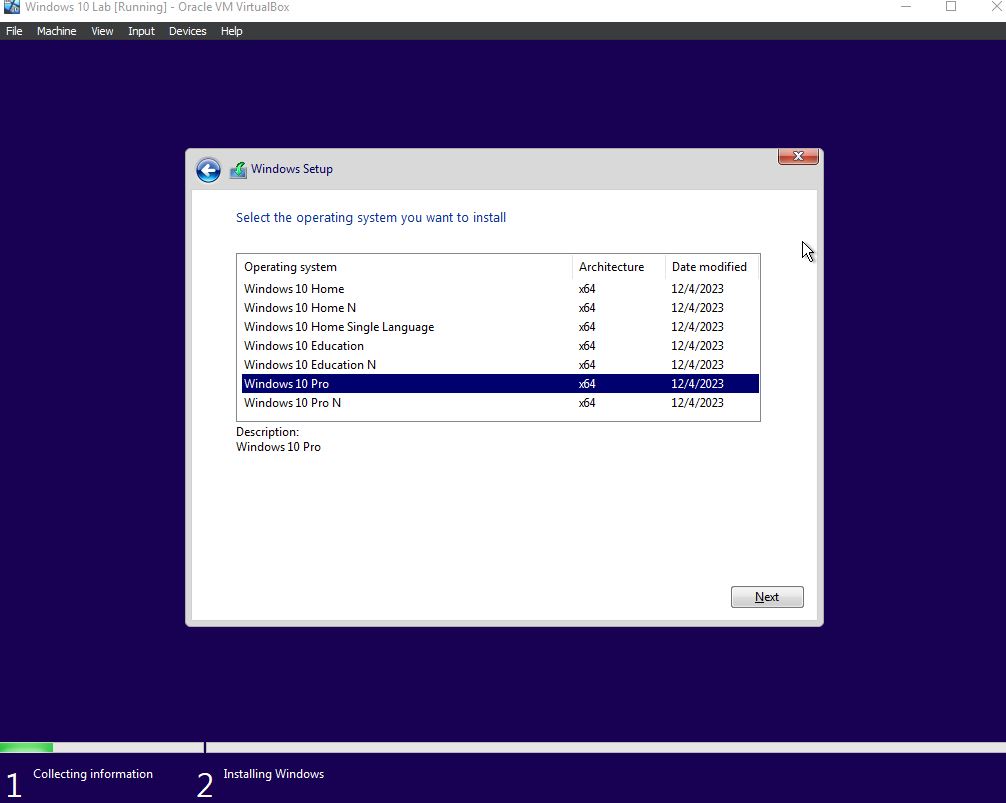 Windows 10 Lab [Running] - Oracle VM VirtualBox
File Machine View Input Devices Help
Windows Setup
Select the operating system you want to install
Operating system Architecture Date modified
Windows 10 Home x64 12/4/2023
Windows 10 Home N x64 12/4/2023
Windows 10 Home Single Language x64 12/4/2023
Windows 10 Education x64 12/4/2023
Windows 10 Education N x64 12/4/2023
Windows 10 Pro x64 12/4/2023
Windows 10 Pro N x64 12/4/2023
Description:
Windows 10 Pro
Next
1 Collecting information 2 Installing Windows